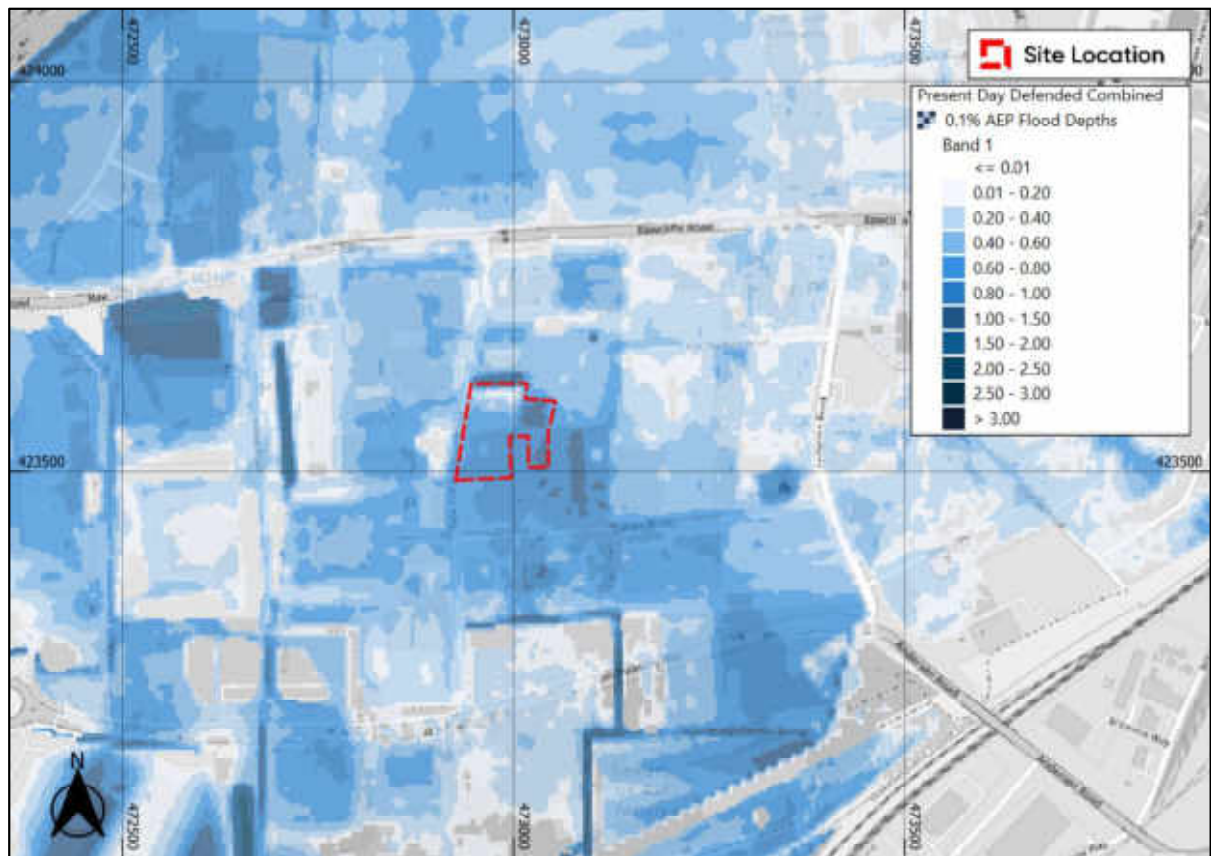 472500
473000
473500
Site Location
424000
Present Day Defended Combined
0.1% AEP Flood Depths
Band 1
<= 0.01
0.01 - 0.20
0.20 - 0.40
0.40 - 0.60
0.60 - 0.80
0.80 - 1.00
1.00 - 1.50
1.50 - 2.00
2.00 - 2.50
2.50 - 3.00
> 3.00
Rawcliffe Road
423500
423500
N
472500
473000
473500